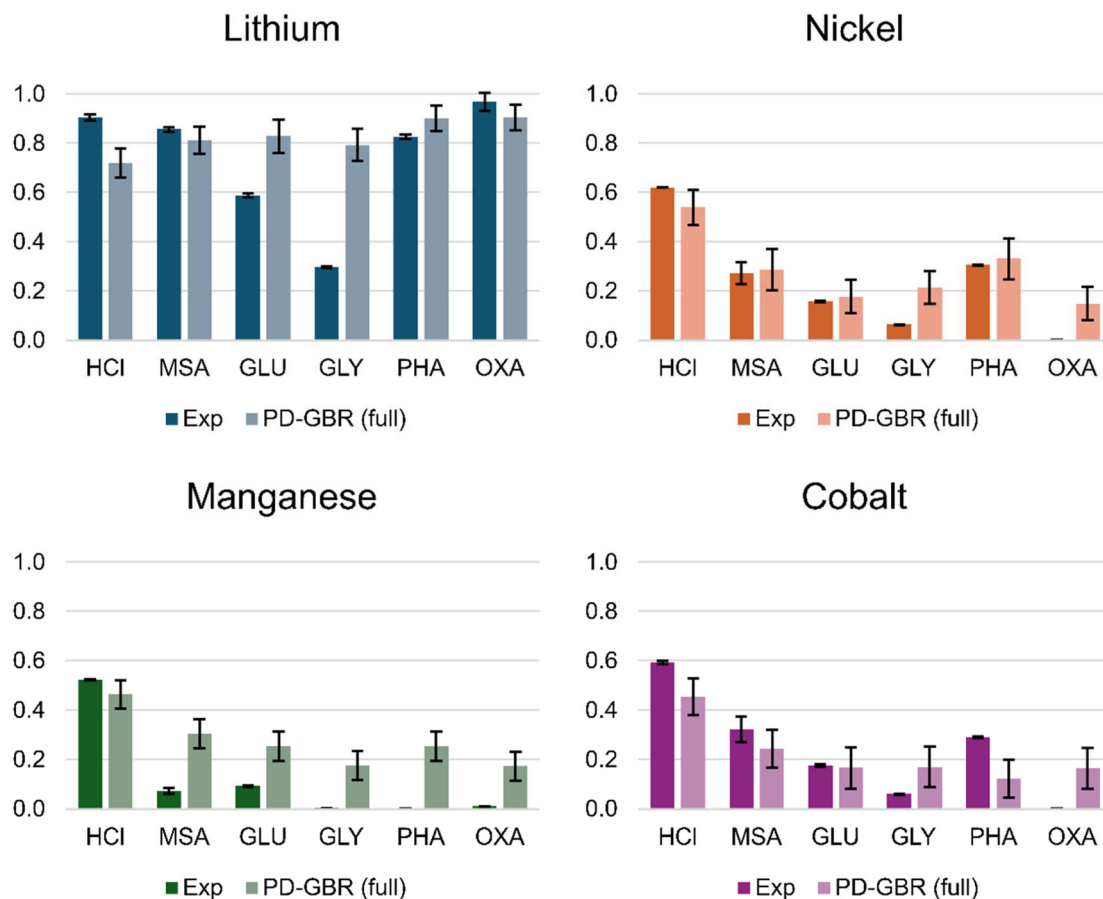 Lithium
1.0
0.8
0.6
0.4
0.2
0.0
HCl MSA GLU GLY PHA OXA
Exp PD-GBR (full)
Nickel
1.0
0.8
0.6
0.4
0.2
0.0
HCl MSA GLU GLY PHA OXA
Exp PD-GBR (full)
Manganese
1.0
0.8
0.6
0.4
0.2
0.0
HCl MSA GLU GLY PHA OXA
Exp PD-GBR (full)
Cobalt
1.0
0.8
0.6
0.4
0.2
0.0
HCl MSA GLU GLY PHA OXA
Exp PD-GBR (full)